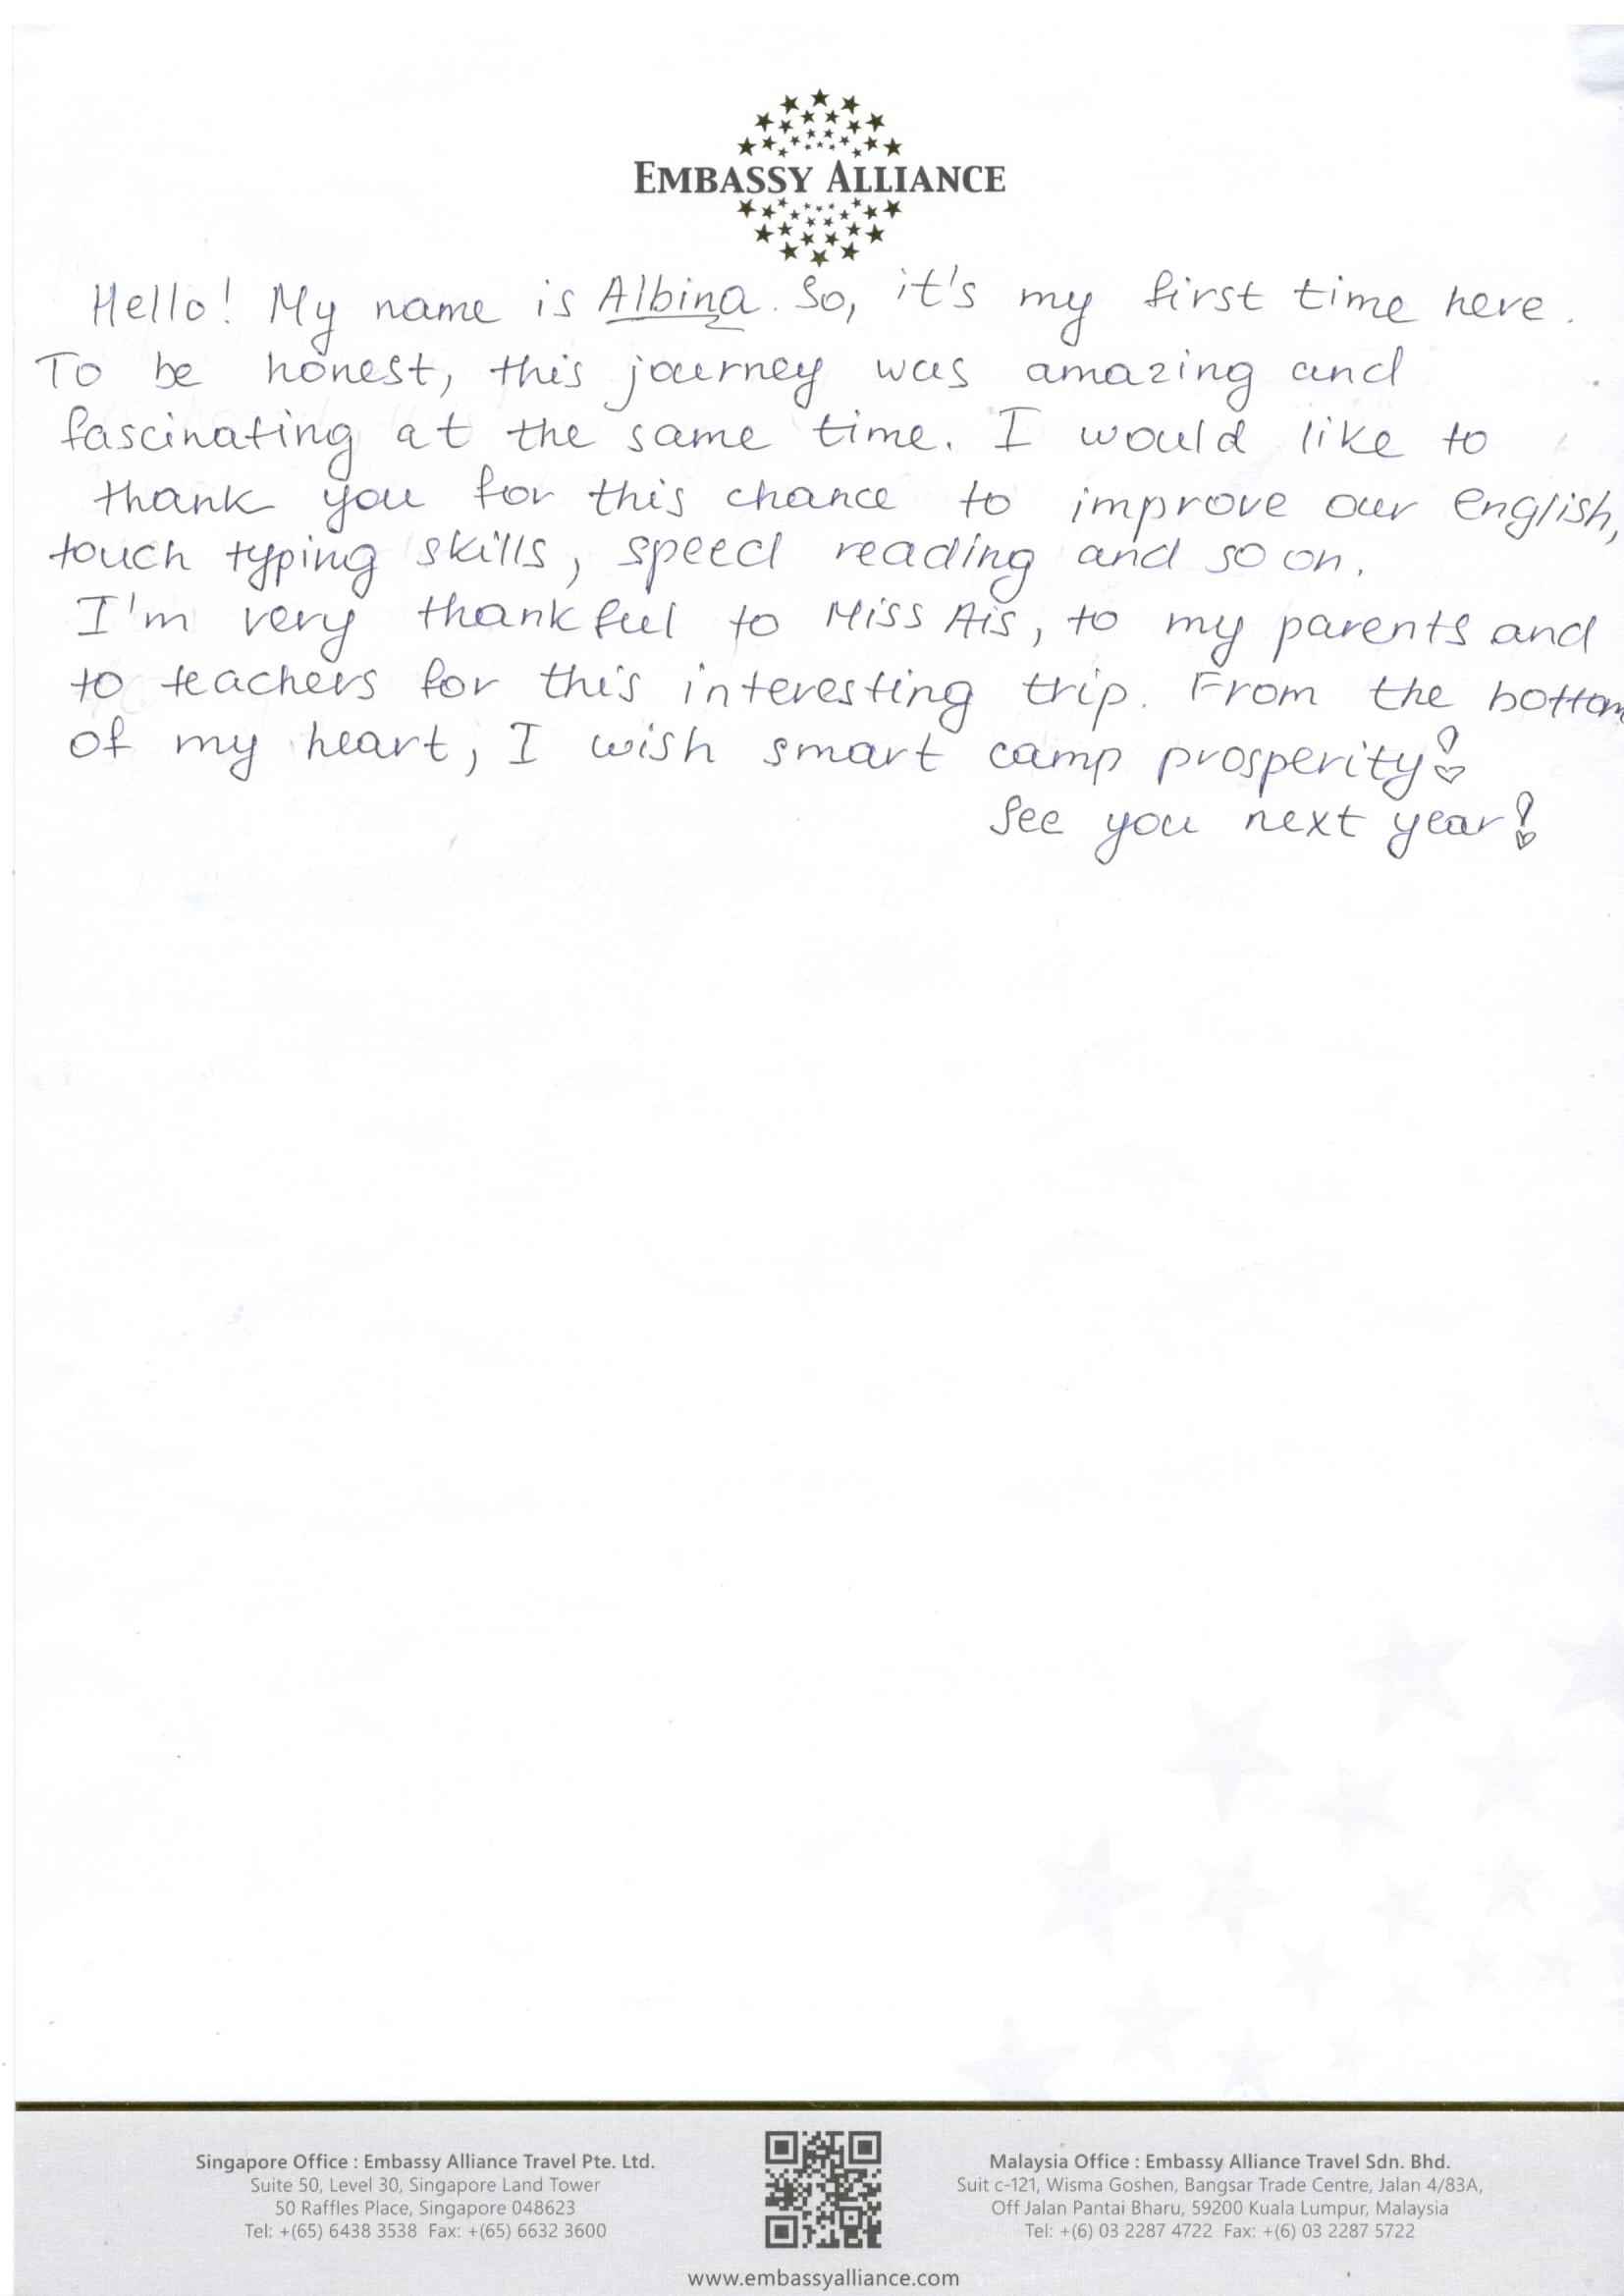 EMBASSY ALLIANCE
Hello! My name is Albina. So, it's my first time here.
To be honest, this journey was amazing and
fascinating at the same time. I would like to
thank you for this chance to improve our english,
touch typing skills, speed reading and so on.
I'm very thankful to Miss Ais, to my parents and
to teachers for this interesting trip. From the bottom
of my heart, I wish smart camp prosperity!
See you next year!
Singapore Office : Embassy Alliance Travel Pte. Ltd.
Suite 50, Level 30, Singapore Land Tower
50 Raffles Place, Singapore 048623
Tel: +(65) 6438 3538 Fax: +(65) 6632 3600
Malaysia Office : Embassy Alliance Travel Sdn. Bhd.
Suit c-121, Wisma Goshen, Bangsar Trade Centre, Jalan 4/83A,
Off Jalan Pantai Bharu, 59200 Kuala Lumpur, Malaysia
Tel: +(6) 03 2287 4722 Fax: +(6) 03 2287 5722
www.embassyalliance.com